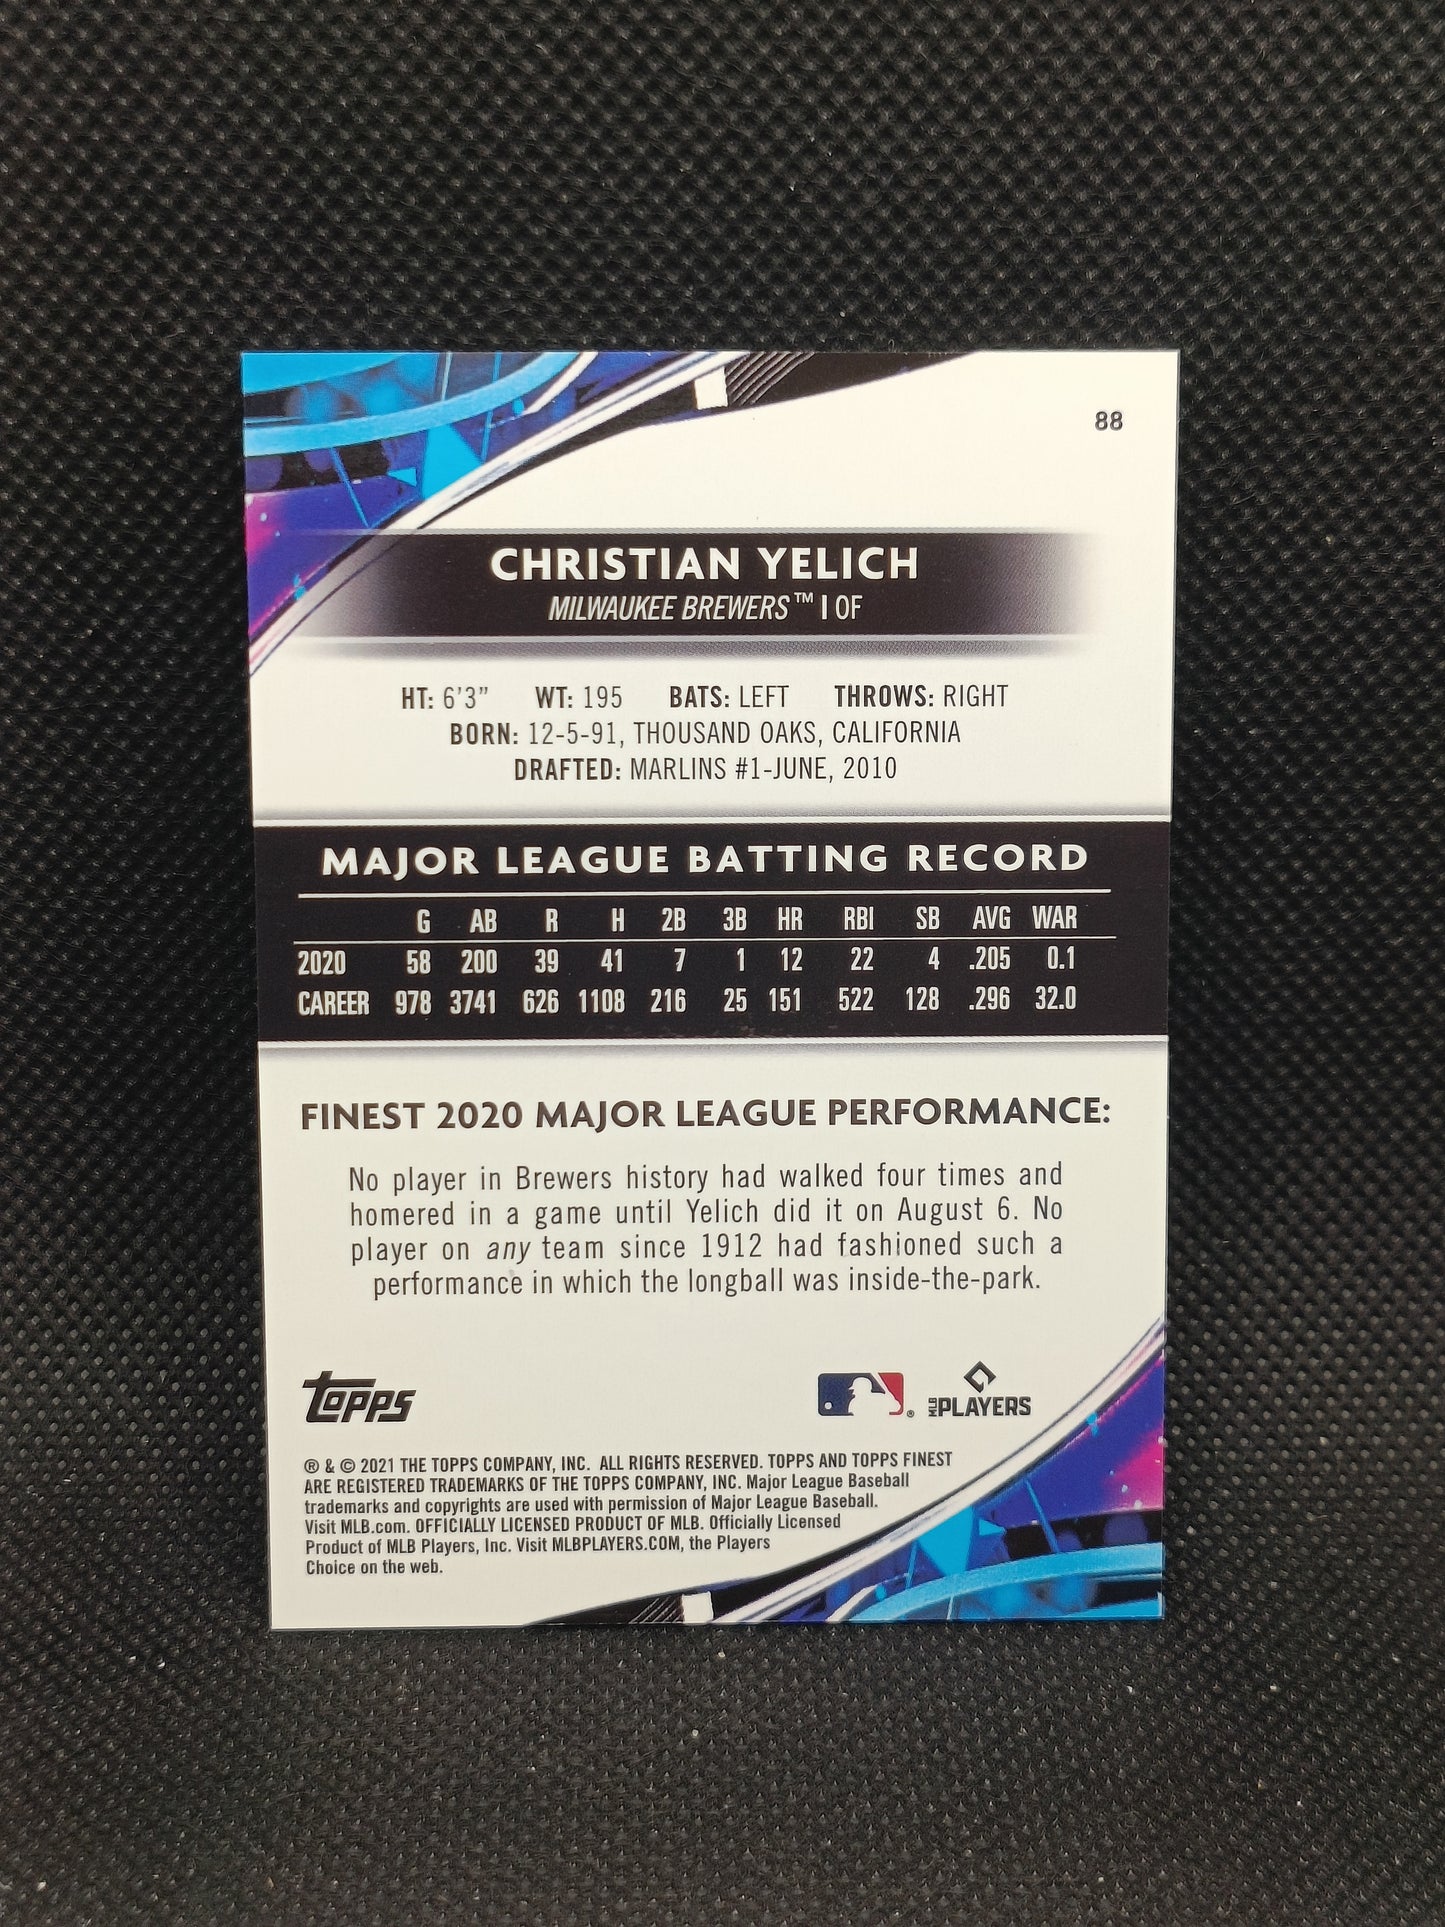 88
CHRISTIAN YELICH
MILWAUKEE BREWERS™ | OF
HT: 6'3" WT: 195 BATS: LEFT THROWS: RIGHT
BORN: 12-5-91, THOUSAND OAKS, CALIFORNIA
DRAFTED: MARLINS #1-JUNE, 2010
MAJOR LEAGUE BATTING RECORD
G AB R H 2B 3B HR RBI SB AVG WAR
2020 58 200 39 41 7 1 12 22 4 .205 0.1
CAREER 978 3741 626 1108 216 25 151 522 128 .296 32.0
FINEST 2020 MAJOR LEAGUE PERFORMANCE:
No player in Brewers history had walked four times and
homered in a game until Yelich did it on August 6. No
player on any team since 1912 had fashioned such a
performance in which the longball was inside-the-park.
topps
® MLB PLAYERS
® & © 2021 THE TOPPS COMPANY, INC. ALL RIGHTS RESERVED. TOPPS AND TOPPS FINEST
ARE REGISTERED TRADEMARKS OF THE TOPPS COMPANY, INC. Major League Baseball
trademarks and copyrights are used with permission of Major League Baseball.
Visit MLB.com. OFFICIALLY LICENSED PRODUCT OF MLB. Officially Licensed
Product of MLB Players, Inc. Visit MLBPLAYERS.COM, the Players
Choice on the web.